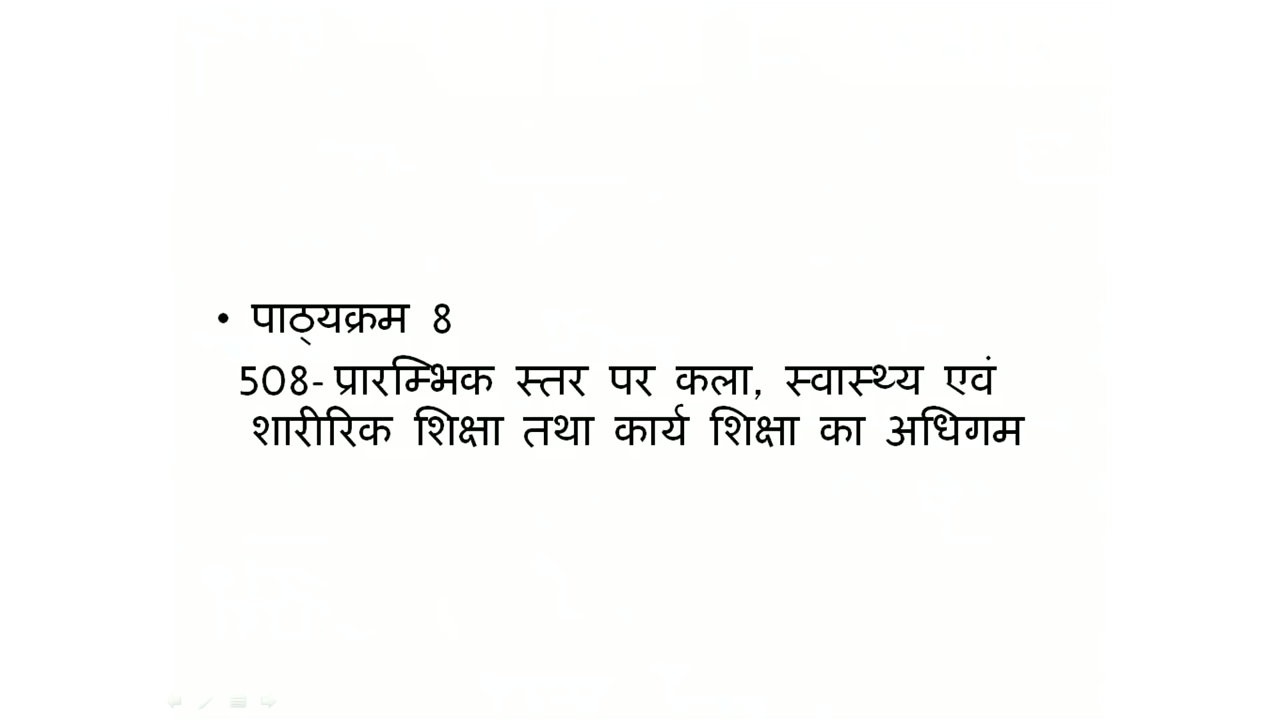 • पाठ्यक्रम 8
508- प्रारम्भिक स्तर पर कला, स्वास्थ्य एवं
शारीरिक शिक्षा तथा कार्य शिक्षा का अधिगम